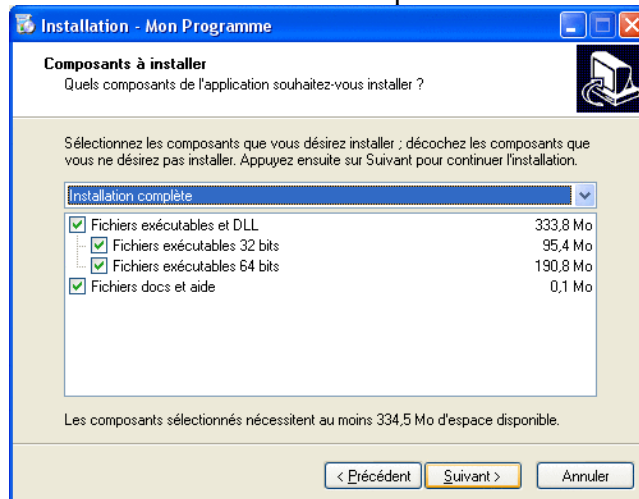 Installation - Mon Programme
Composants à installer
Quels composants de l'application souhaitez-vous installer ?
Sélectionnez les composants que vous désirez installer ; décochez les composants que
vous ne désirez pas installer. Appuyez ensuite sur Suivant pour continuer l'installation.
Installation complète
Fichiers exécutables et DLL 333,8 Mo
Fichiers exécutables 32 bits 95,4 Mo
Fichiers exécutables 64 bits 190,8 Mo
Fichiers docs et aide 0,1 Mo
Les composants sélectionnés nécessitent au moins 334,5 Mo d'espace disponible.
< Précédent Suivant > Annuler